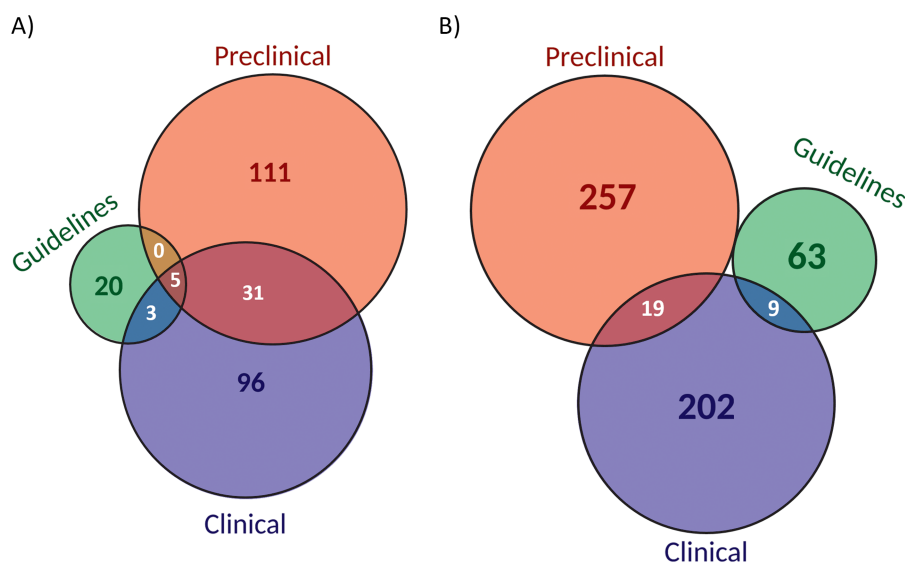 A)
B)
Preclinical
111
Guidelines
0
20
5
31
3
96
Clinical
Preclinical
257
Guidelines
63
19
9
202
Clinical